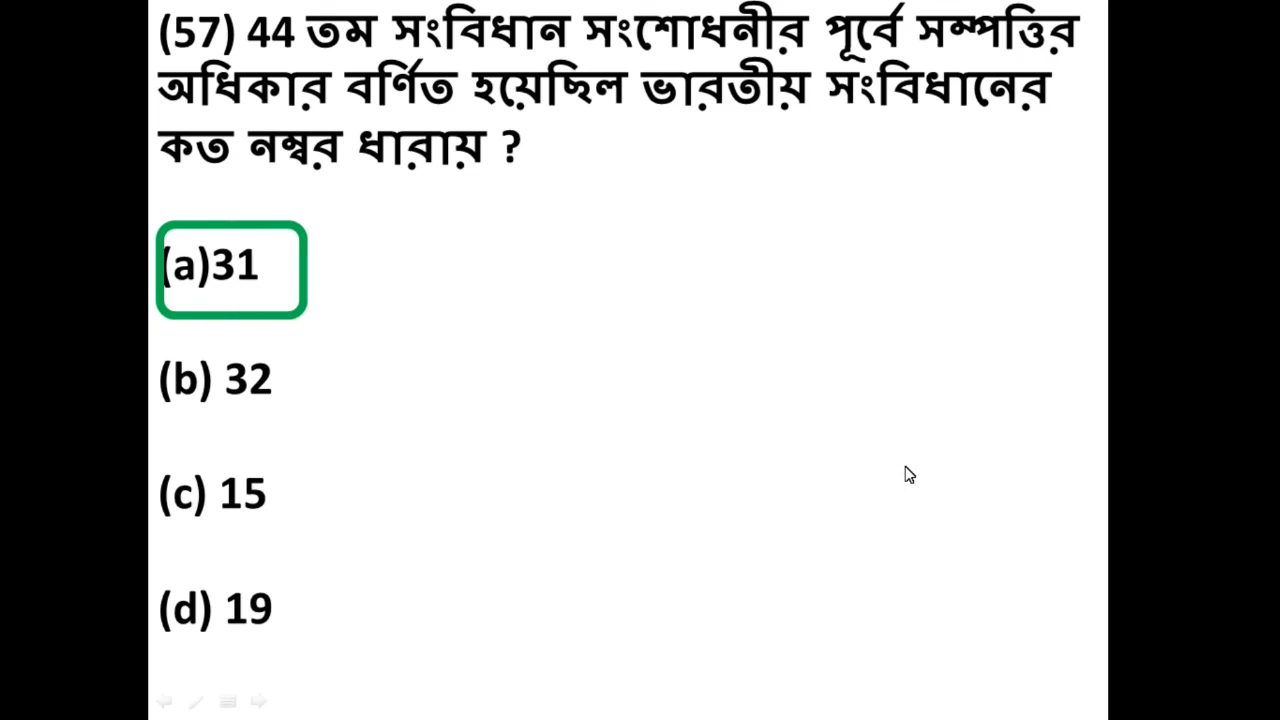 (57) 44 তম সংবিধান সংশোধনীর পূর্বে সম্পত্তির
অধিকার বর্ণিত হয়েছিল ভারতীয় সংবিধানের
কত নম্বর ধারায় ?
(a)31
(b) 32
(c) 15
(d) 19